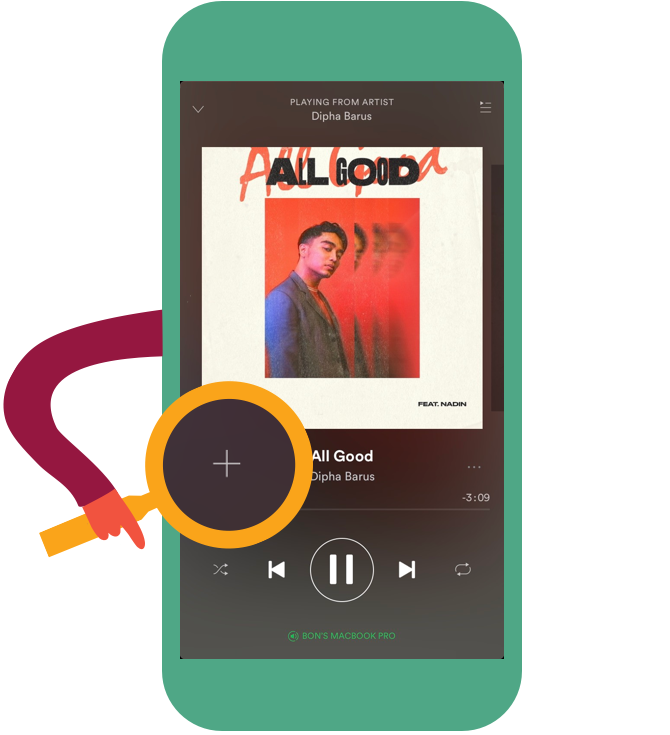 PLAYING FROM ARTIST
Dipha Barus
All Good
ALL GOOD
FEAT. NADIN
All Good
Dipha Barus
-3:09
BON'S MACBOOK PRO